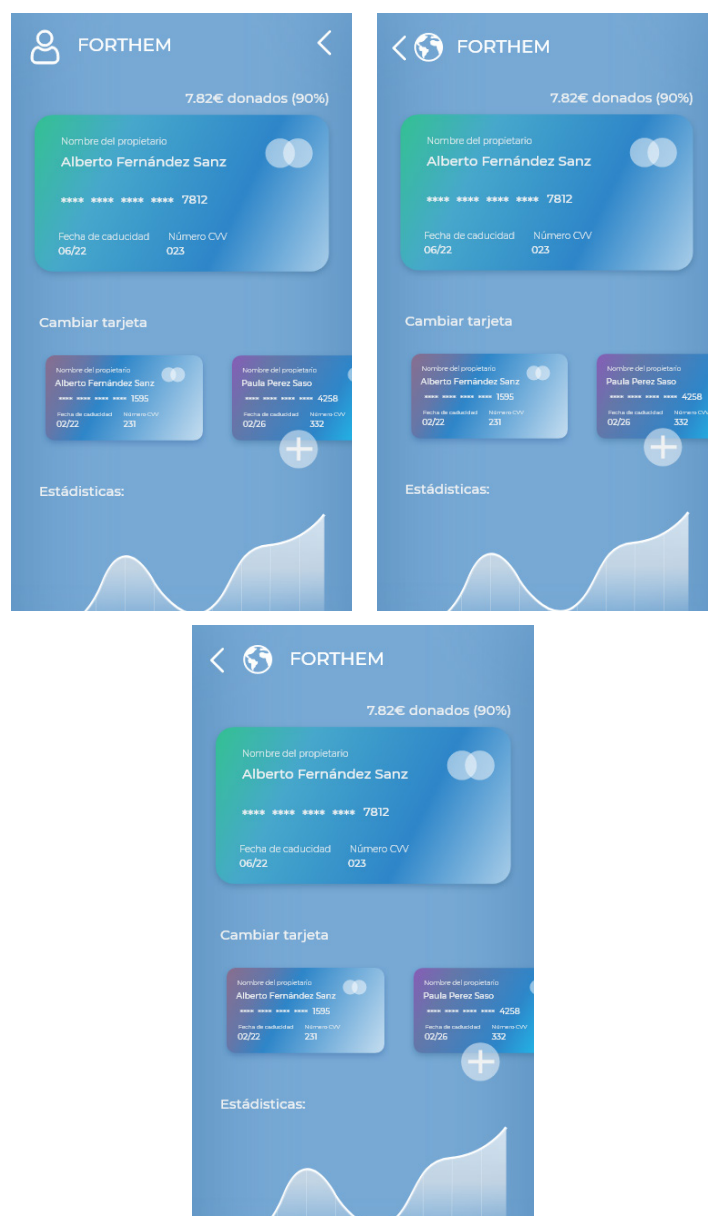 FORTHEM
7.82€ donados (90%)
Nombre del propietario
Alberto Fernández Sanz
**** **** **** **** 7812
Fecha de caducidad Número CVV
06/22 023
Cambiar tarjeta
Nombre del propietario
Alberto Fernández Sanz
**** **** **** **** 1595
Fecha de caducidad Número CVV
02/22 231
Nombre del propietario
Paula Perez Saso
**** **** **** **** 4258
Fecha de caducidad Número CVV
02/26 332
Estádisticas:
FORTHEM
7.82€ donados (90%)
Nombre del propietario
Alberto Fernández Sanz
**** **** **** **** 7812
Fecha de caducidad Número CVV
06/22 023
Cambiar tarjeta
Nombre del propietario
Alberto Fernández Sanz
**** **** **** **** 1595
Fecha de caducidad Número CVV
02/22 231
Nombre del propietario
Paula Perez Saso
**** **** **** **** 4258
Fecha de caducidad Número CVV
02/26 332
Estádisticas:
FORTHEM
7.82€ donados (90%)
Nombre del propietario
Alberto Fernández Sanz
**** **** **** **** 7812
Fecha de caducidad Número CVV
06/22 023
Cambiar tarjeta
Nombre del propietario
Alberto Fernández Sanz
**** **** **** **** 1595
Fecha de caducidad Número CVV
02/22 231
Nombre del propietario
Paula Perez Saso
**** **** **** **** 4258
Fecha de caducidad Número CVV
02/26 332
Estádisticas: